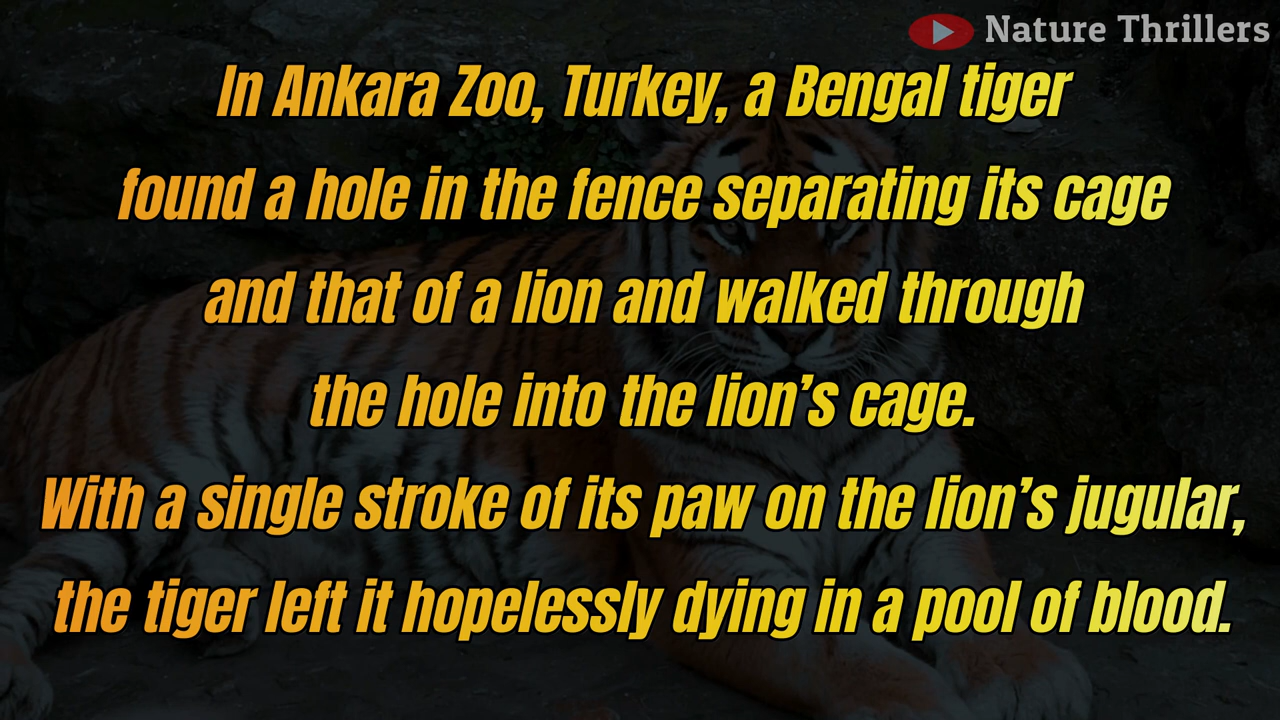 Nature Thrillers
In Ankara Zoo, Turkey, a Bengal tiger
found a hole in the fence separating its cage
and that of a lion and walked through
the hole into the lion’s cage.
With a single stroke of its paw on the lion’s jugular,
the tiger left it hopelessly dying in a pool of blood.